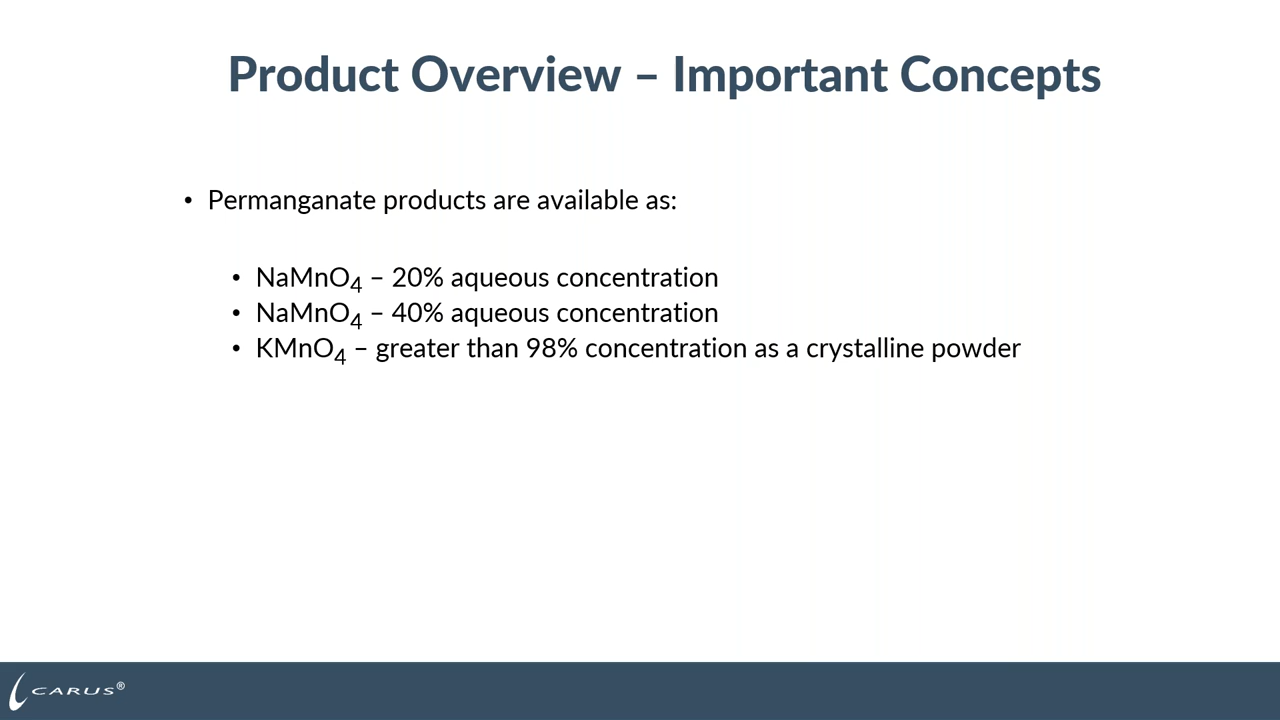 Product Overview – Important Concepts
• Permanganate products are available as:
• NaMnO₄ – 20% aqueous concentration
• NaMnO₄ – 40% aqueous concentration
• KMnO₄ – greater than 98% concentration as a crystalline powder
CARUS®